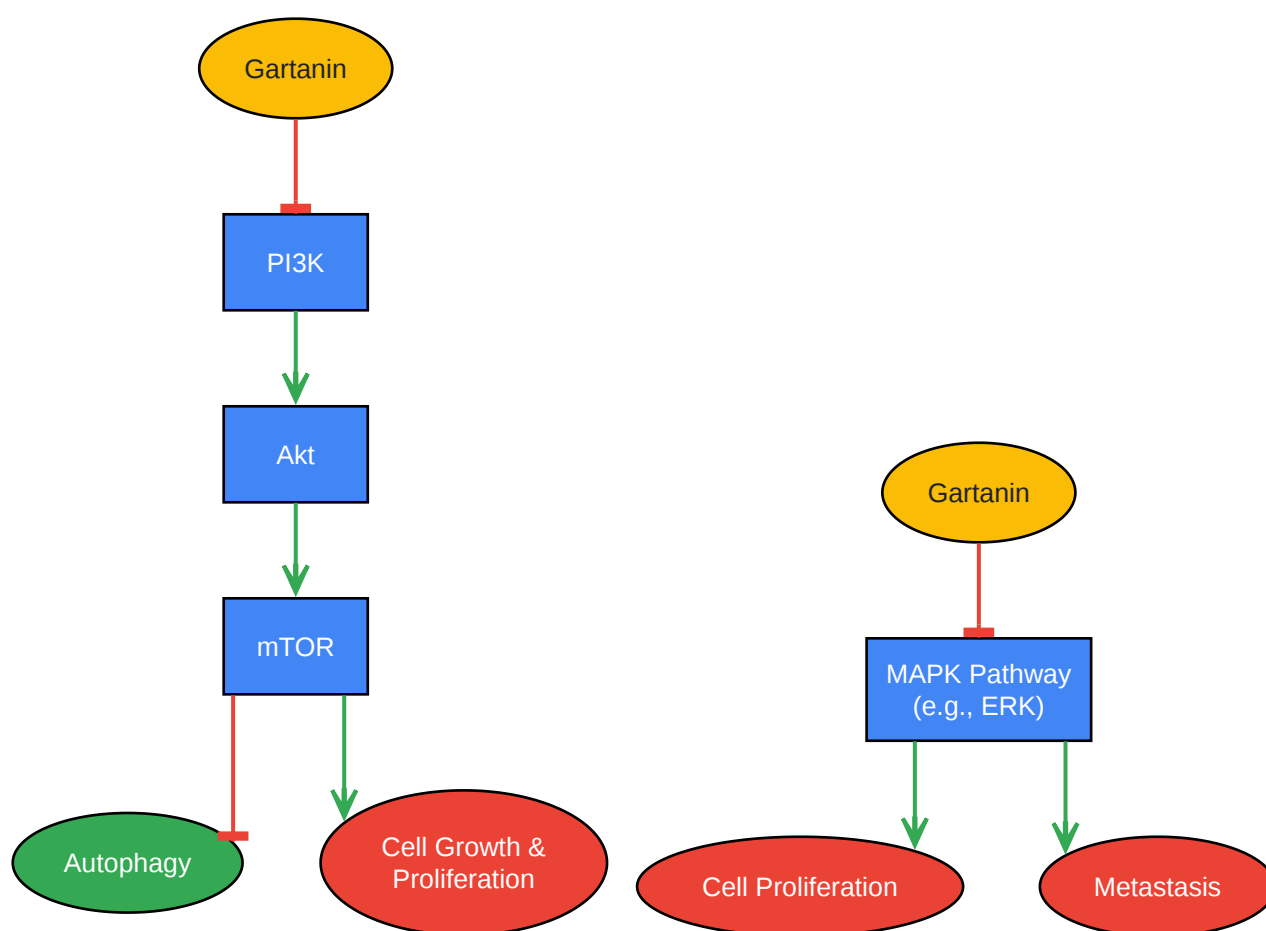 Gartanin
PI3K
Akt
mTOR
Autophagy
Cell Growth &
Proliferation
Gartanin
MAPK Pathway
(e.g., ERK)
Cell Proliferation
Metastasis